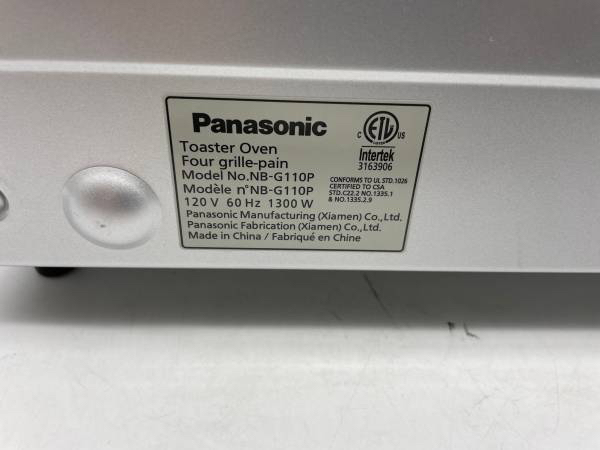 Panasonic
Toaster Oven
Four grille-pain
Model No.NB-G110P
Modèle n°NB-G110P
120 V 60 Hz 1300 W
Panasonic Manufacturing (Xiamen) Co.,Ltd.
Panasonic Fabrication (Xiamen) Co.,Ltd.
Made in China / Fabriqué en Chine
C ETL US
Intertek
3163906
CONFORMS TO UL STD.1026
CERTIFIED TO CSA
STD.C22.2 NO.1335.1
& NO.1335.2.9